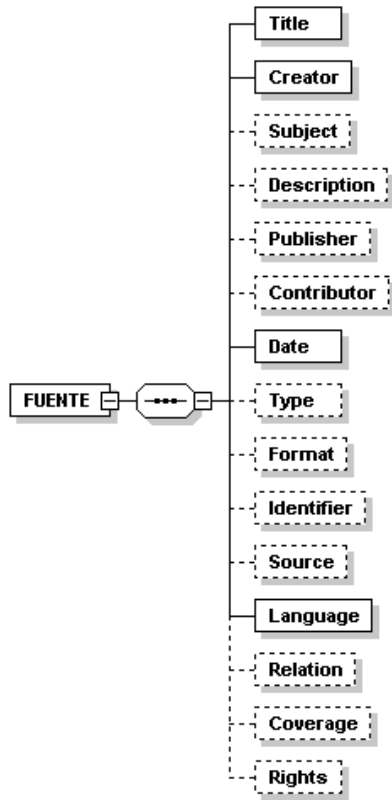 Title
Creator
Subject
Description
Publisher
Contributor
Date
FUENTE
Type
Format
Identifier
Source
Language
Relation
Coverage
Rights